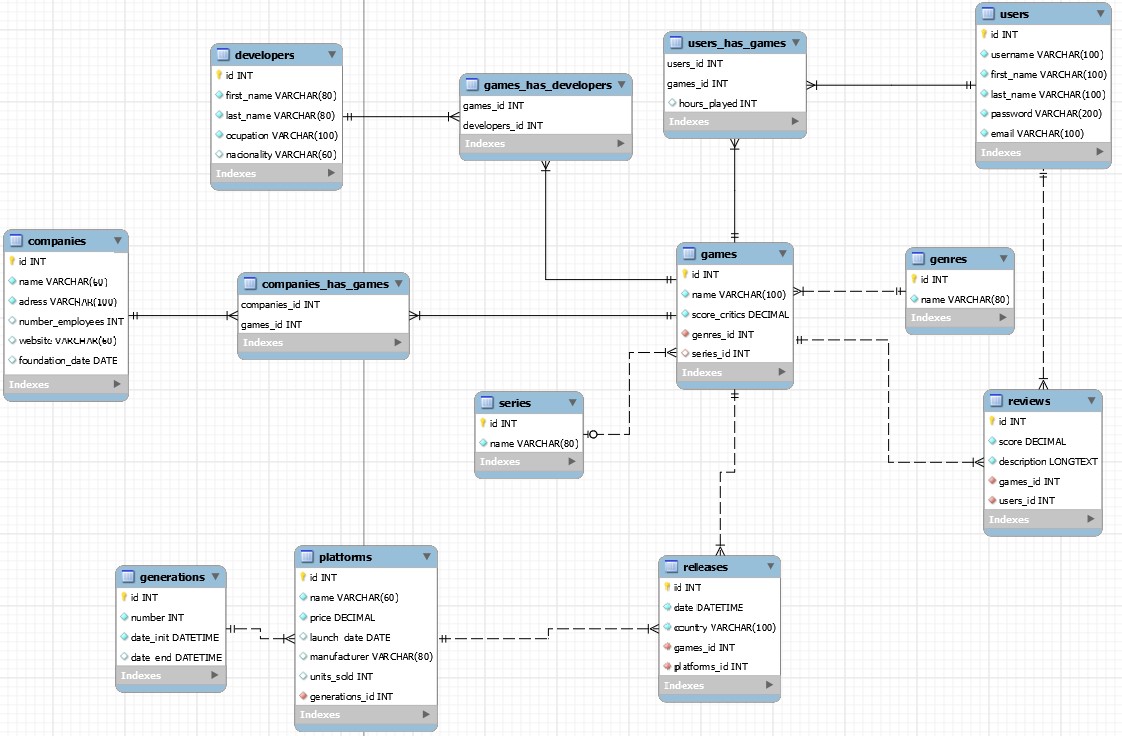 users
id INT
username VARCHAR(100)
first_name VARCHAR(100)
last_name VARCHAR(100)
password VARCHAR(200)
email VARCHAR(100)
Indexes
users_has_games
users_id INT
games_id INT
hours_played INT
Indexes
developers
id INT
first_name VARCHAR(80)
last_name VARCHAR(80)
ocupation VARCHAR(100)
nacionality VARCHAR(60)
Indexes
games_has_developers
games_id INT
developers_id INT
Indexes
companies
id INT
name VARCHAR(60)
adress VARCHAR(100)
number_employees INT
website VARCHAR(60)
foundation_date DATE
Indexes
companies_has_games
companies_id INT
games_id INT
Indexes
games
id INT
name VARCHAR(100)
score_critics DECIMAL
genres_id INT
series_id INT
Indexes
genres
id INT
name VARCHAR(80)
Indexes
series
id INT
name VARCHAR(80)
Indexes
reviews
id INT
score DECIMAL
description LONGTEXT
games_id INT
users_id INT
Indexes
generations
id INT
number INT
date_init DATETIME
date_end DATETIME
Indexes
platforms
id INT
name VARCHAR(60)
price DECIMAL
launch_date DATE
manufacturer VARCHAR(80)
units_sold INT
generations_id INT
Indexes
releases
id INT
date DATETIME
country VARCHAR(100)
games_id INT
platforms_id INT
Indexes